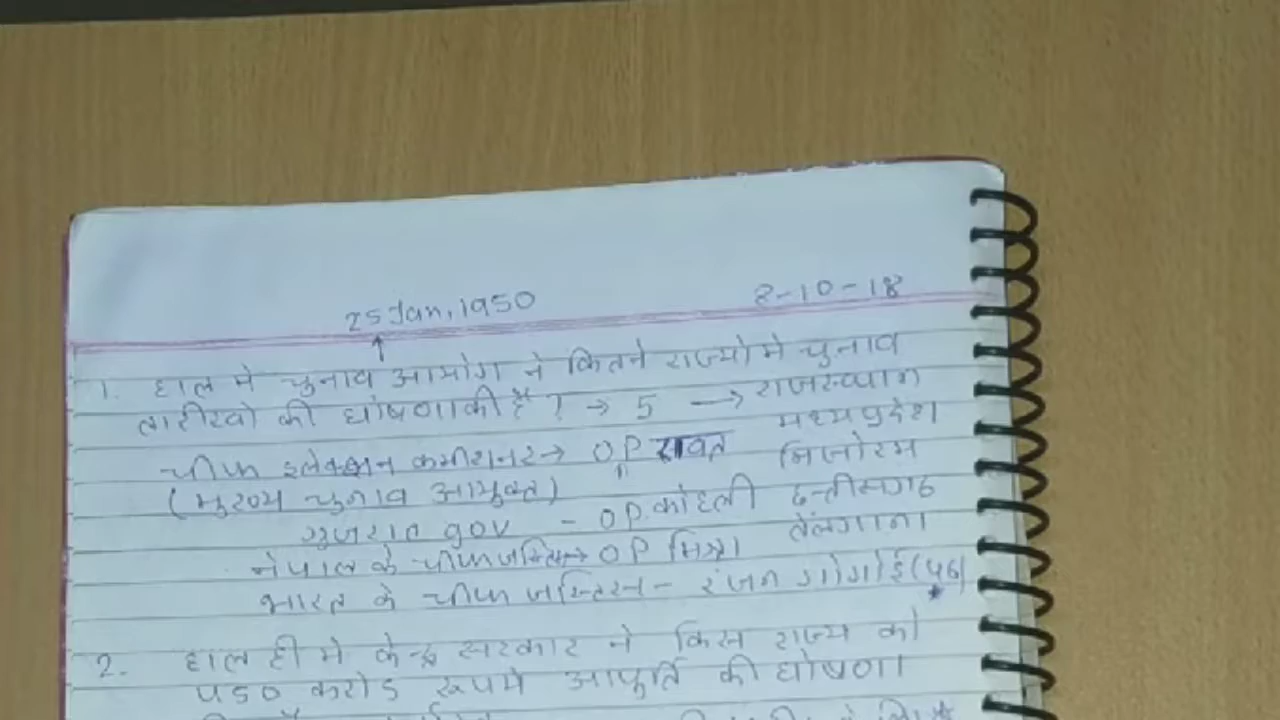 25 Jan, 1950
8-10-18
1. हाल मे चुनाव आयोग ने कितने राज्यो मे चुनाव
तारीखो की घोषणा की है ? → 5 → राजस्थान
मध्यप्रदेश
चीफ इलेक्शन कमीशनर → O P रावत मिजोरम
(मुख्य चुनाव आयुक्त) " छत्तीसगढ
गुजरात gov - O P. कोहली तेलंगाना
नेपाल के चीफ जस्टिस → O P मिश्रा
भारत के चीफ जस्टिस - रंजन गोगोई (46)
2. हाल ही मे केन्द्र सरकार ने किस राज्य को
करोड रूपये आपूर्ति की घोषणा